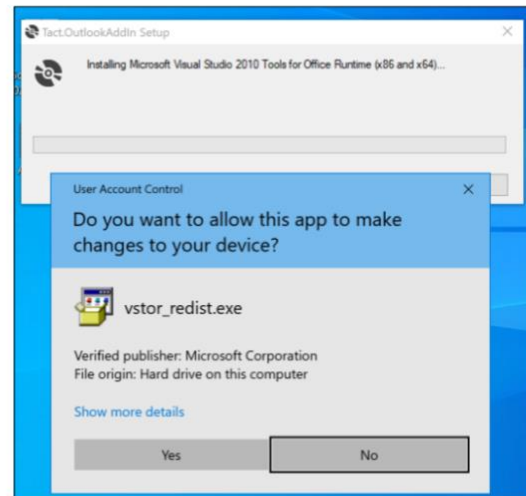 Tact.OutlookAddIn Setup
Installing Microsoft Visual Studio 2010 Tools for Office Runtime (x86 and x64)...
User Account Control
Do you want to allow this app to make
changes to your device?
vstor_redist.exe
Verified publisher: Microsoft Corporation
File origin: Hard drive on this computer
Show more details
Yes
No